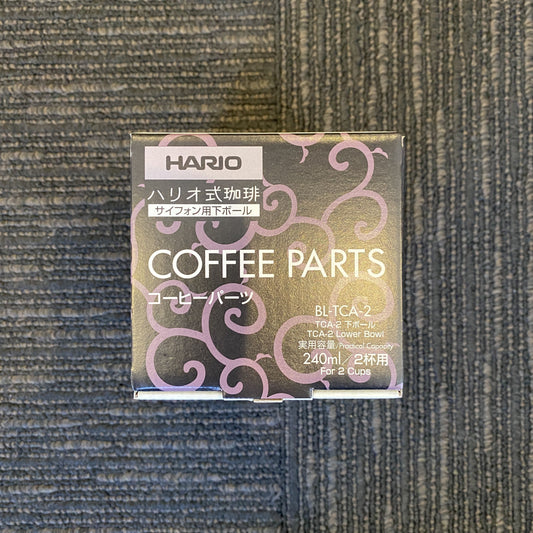 HARIO
ハリオ式珈琲
サイフォン用下ボール
COFFEE PARTS
コーヒーパーツ
BL-TCA-2
TCA-2 下ボール
TCA-2 Lower Bowl
実用容量/Practical Capacity
240ml/2杯用
For 2 Cups